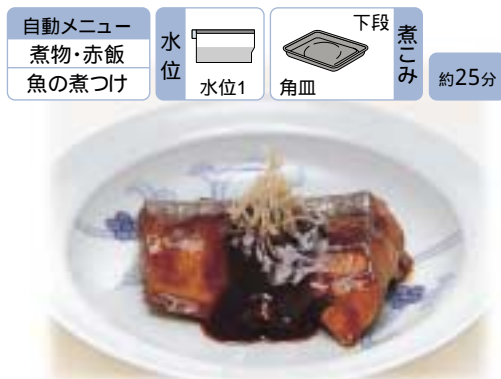 自動メニュー
煮物・赤飯
魚の煮つけ
水位
水位1
下段
角皿
煮こみ
約25分